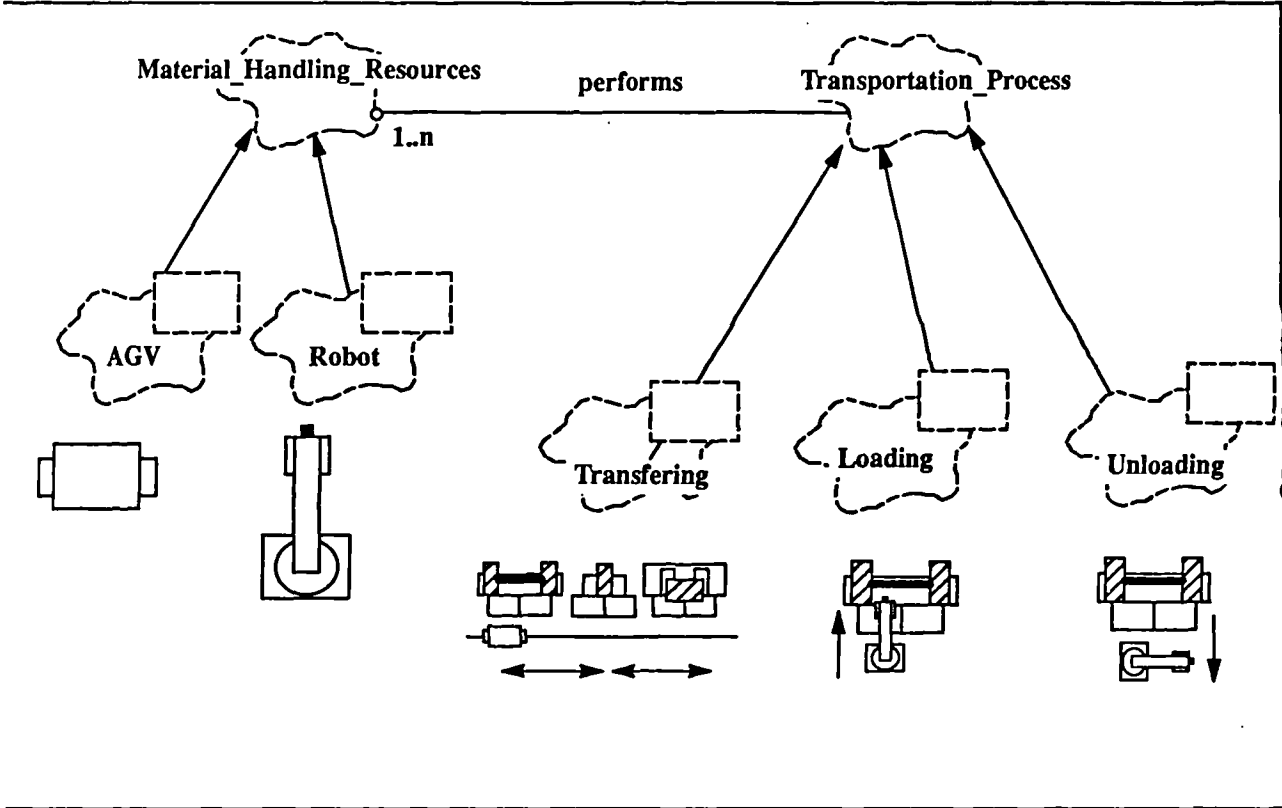 Material_Handling_Resources
performs
Transportation_Process
1..n
AGV
Robot
Transfering
Loading
Unloading